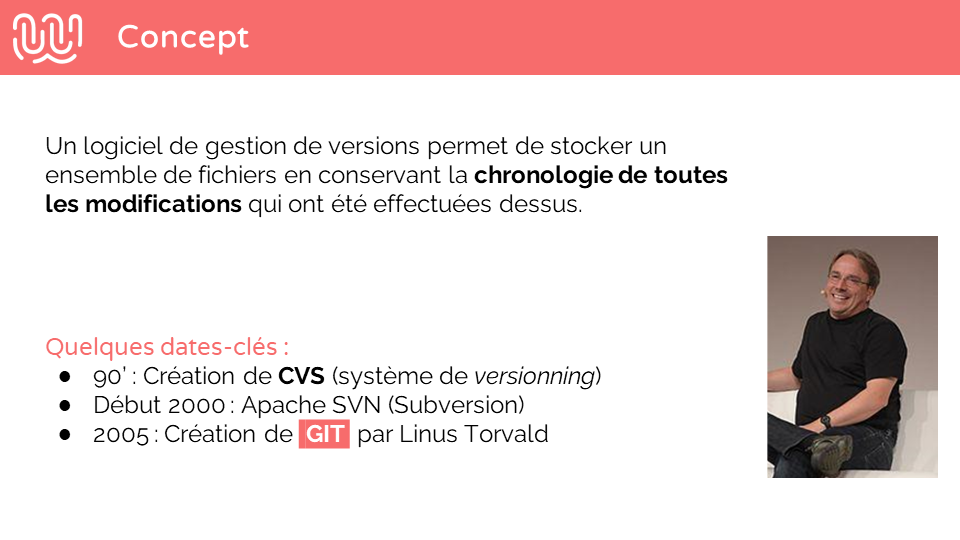 Concept
Un logiciel de gestion de versions permet de stocker un
ensemble de fichiers en conservant la chronologie de toutes
les modifications qui ont été effectuées dessus.
Quelques dates-clés :
● 90' : Création de CVS (système de versionning)
● Début 2000 : Apache SVN (Subversion)
● 2005 : Création de GIT par Linus Torvald